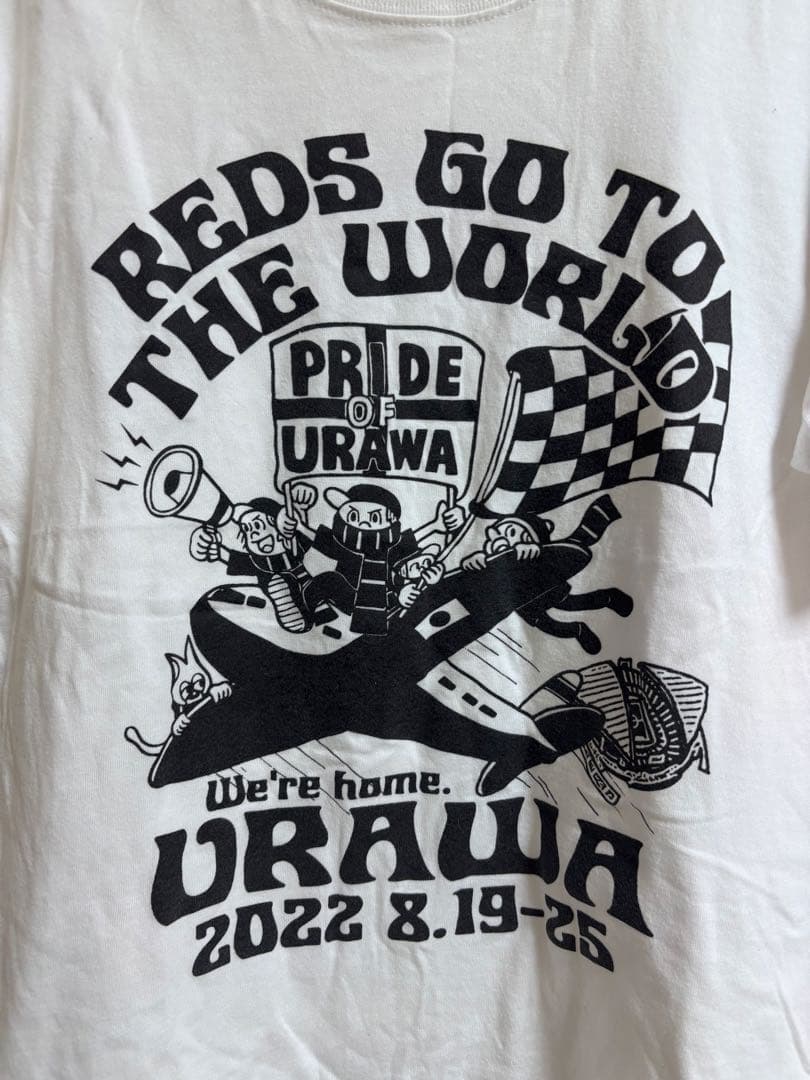 REDS GO TO
THE WORLD
PRIDE
OF
URAWA
We're home.
URAWA
2022 8.19-25